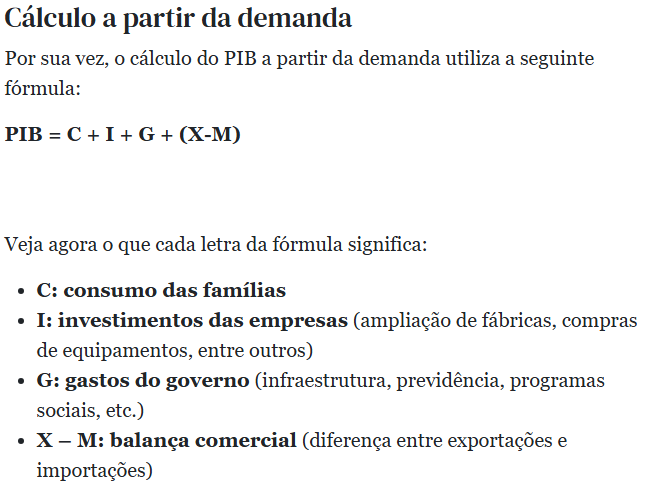 Cálculo a partir da demanda
Por sua vez, o cálculo do PIB a partir da demanda utiliza a seguinte
fórmula:
PIB = C + I + G + (X-M)
Veja agora o que cada letra da fórmula significa:
• C: consumo das famílias
• I: investimentos das empresas (ampliação de fábricas, compras
de equipamentos, entre outros)
• G: gastos do governo (infraestrutura, previdência, programas
sociais, etc.)
• X – M: balança comercial (diferença entre exportações e
importações)